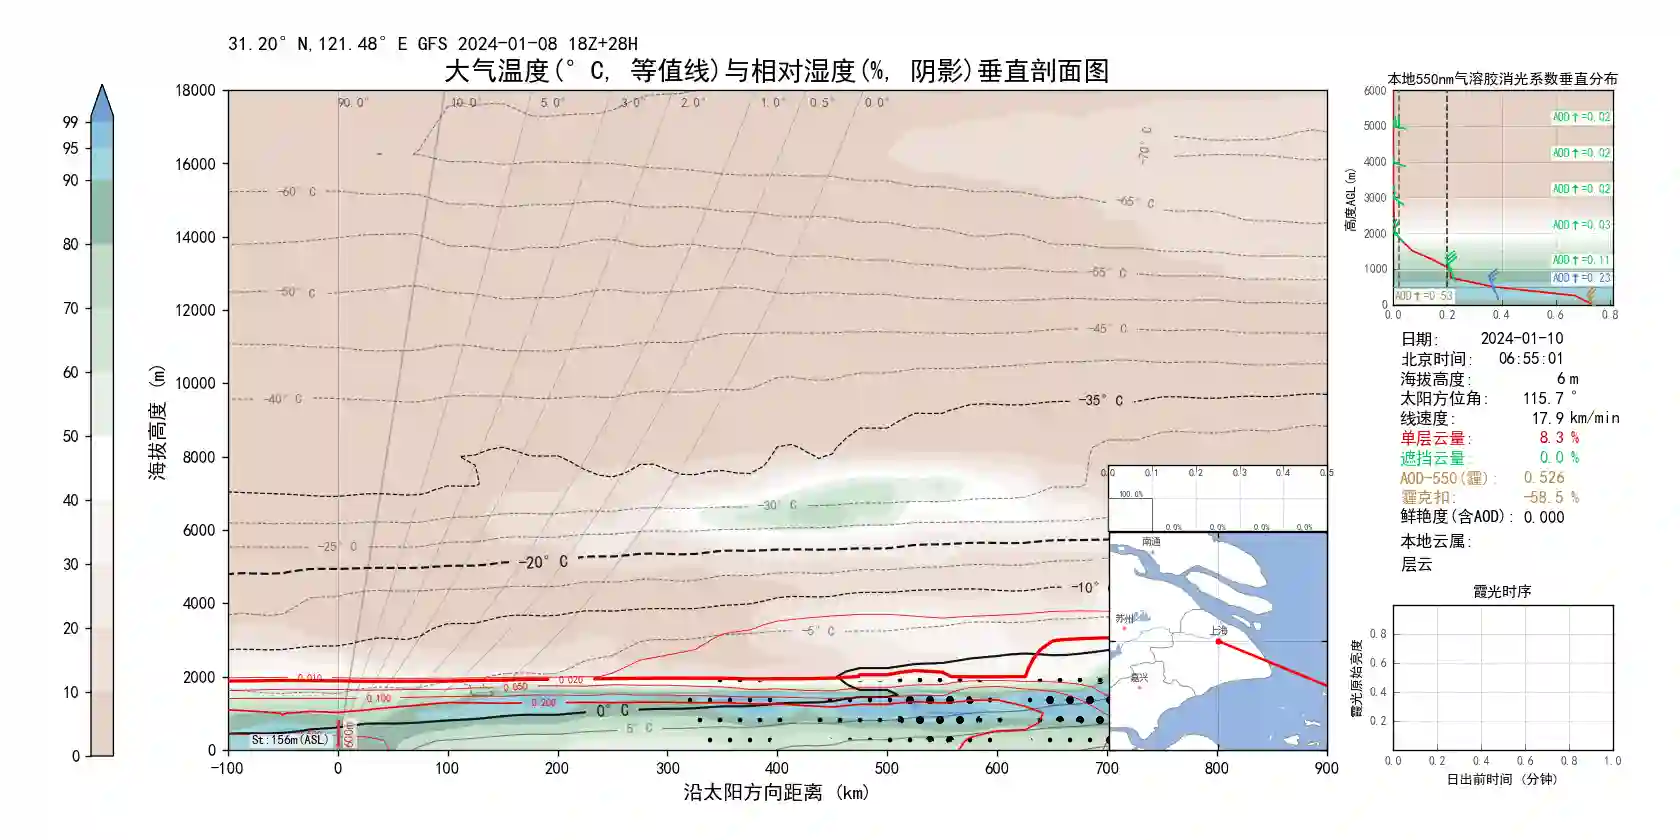 31.20° N,121.48° E GFS 2024-01-08 18Z+28H
大气温度(° C, 等值线)与相对湿度(%, 阴影)垂直剖面图
99
95
90
80
70
60
50
40
30
20
10
0
海拔高度 (m)
18000
16000
14000
12000
10000
8000
6000
4000
2000
0
90.0° 10.0° 5.0° 3.0° 2.0° 1.0° 0.5° 0.0°
-70° C
-60° C
-65° C
-55° C
-50° C
-45° C
-40° C
-35° C
-30° C
-25° C
-20° C
-10°
-5° C
0.010
0.020
0.050
0.100
0.200
0° C
5° C
600m
St:156m(ASL)
-100 0 100 200 300 400 500 600 700 800 900
沿太阳方向距离 (km)
0.0 0.1 0.2 0.3 0.4 0.5
100.0%
0.0% 0.0% 0.0% 0.0%
南通
苏州
上海
嘉兴
本地550nm气溶胶消光系数垂直分布
高度AGL(m)
6000
5000
4000
3000
2000
1000
0
AOD↑=0.02
AOD↑=0.02
AOD↑=0.02
AOD↑=0.03
AOD↑=0.11
AOD↑=0.23
AOD↑=0.53
0.0 0.2 0.4 0.6 0.8
日期: 2024-01-10
北京时间: 06:55:01
海拔高度: 6 m
太阳方位角: 115.7 °
线速度: 17.9 km/min
单层云量: 8.3 %
遮挡云量: 0.0 %
AOD-550(霾): 0.526
霾克扣: -58.5 %
鲜艳度(含AOD): 0.000
本地云属:
层云
霞光时序
霞光原始亮度
0.8
0.6
0.4
0.2
0.0 0.2 0.4 0.6 0.8 1.0
日出前时间 (分钟)